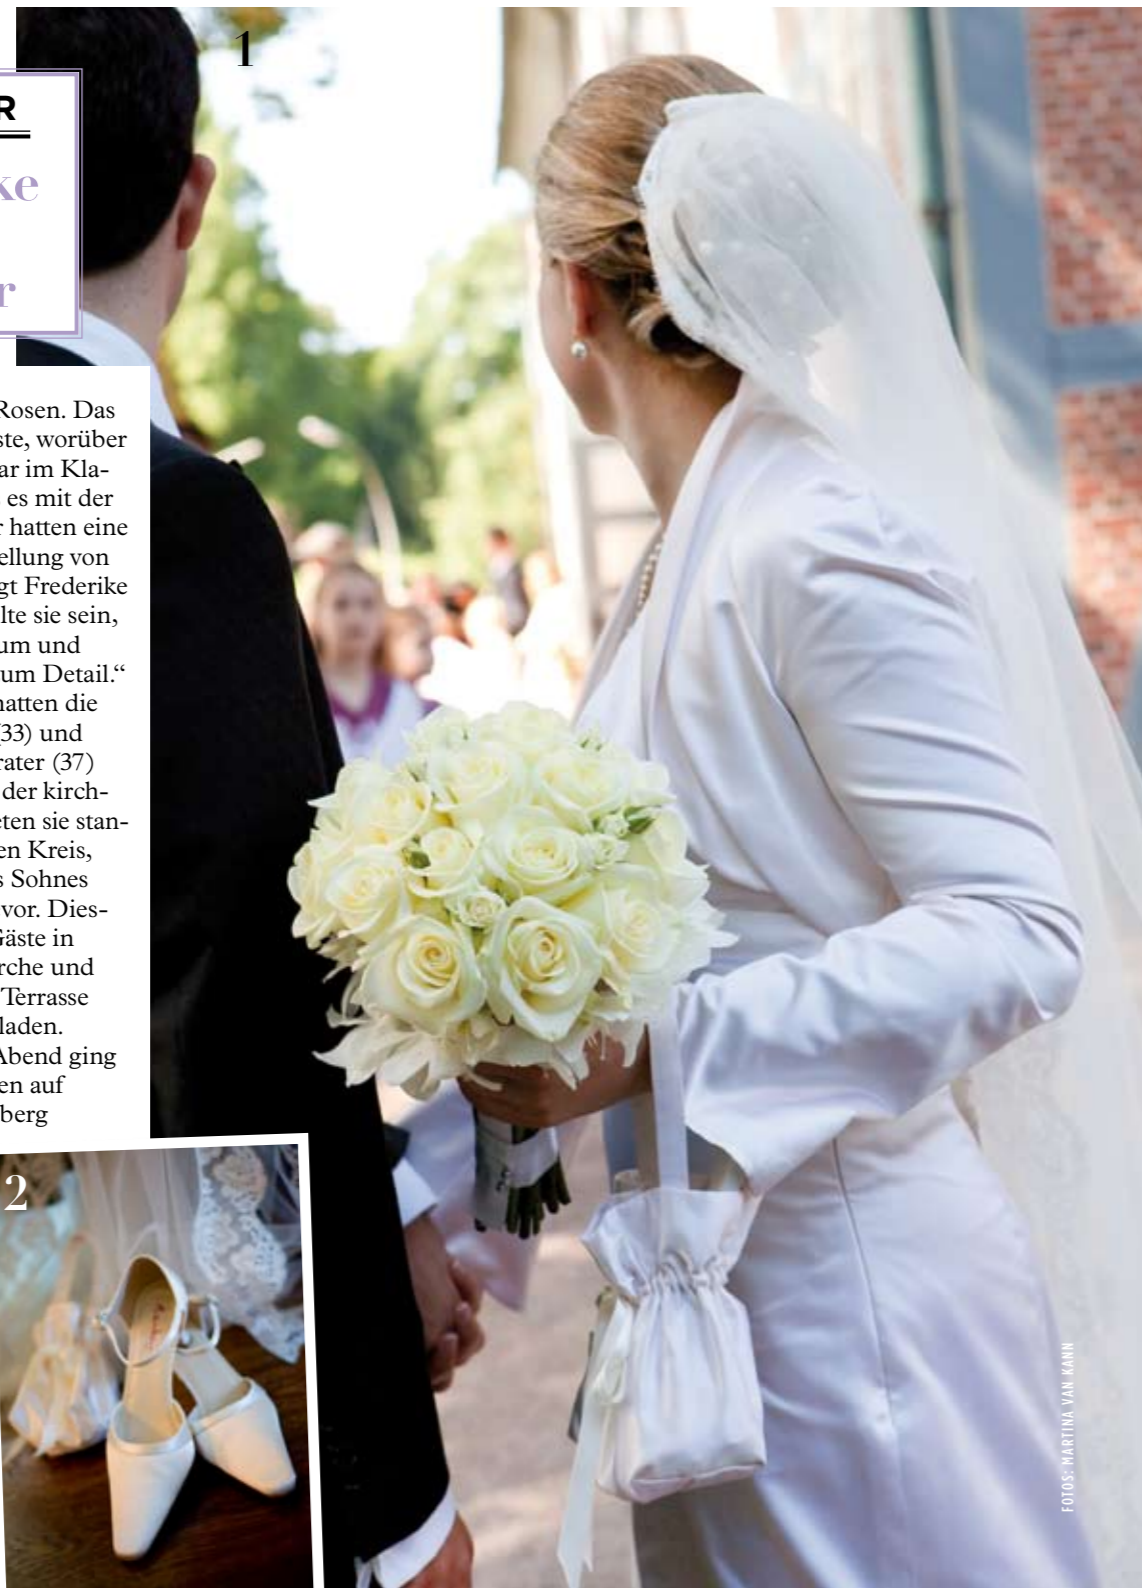 1
R
ke
r
Rosen. Das
ste, worüber
ar im Kla-
es mit der
r hatten eine
ellung von
gt Frederike
lte sie sein,
um und
um Detail.“
hatten die
(33) und
rater (37)
der kirch-
eten sie stan-
en Kreis,
s Sohnes
vor. Dies-
Gäste in
rche und
Terrasse
laden.
Abend ging
en auf
berg
2
FOTOS: MARTINA VAN KANN